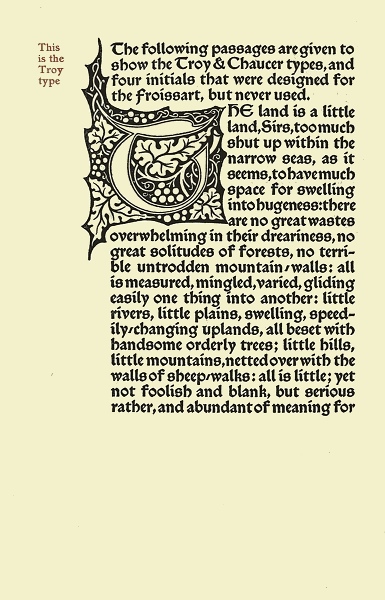 This
is the
Troy
type
The following passages are given to
show the Troy & Chaucer types, and
four initials that were designed for
the Froissart, but never used.
THE land is a little
land, Sirs, too much
shut up within the
narrow seas, as it
seems, to have much
space for swelling
into hugeness: there
are no great wastes
overwhelming in their dreariness, no
great solitudes of forests, no terri-
ble untrodden mountain-walls: all
is measured, mingled, varied, gliding
easily one thing into another: little
rivers, little plains, swelling, speed-
ily-changing uplands, all beset with
handsome orderly trees; little hills,
little mountains, netted over with the
walls of sheep-walks: all is little; yet
not foolish and blank, but serious
rather, and abundant of meaning for